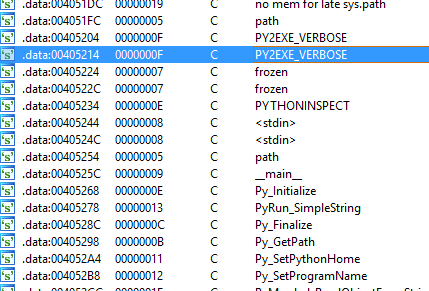 .data:004051DC 00000019 C no mem for late sys.path
.data:004051FC 00000005 C path
.data:00405204 0000000F C PY2EXE_VERBOSE
.data:00405214 0000000F C PY2EXE_VERBOSE
.data:00405224 00000007 C frozen
.data:0040522C 00000007 C frozen
.data:00405234 0000000E C PYTHONINSPECT
.data:00405244 00000008 C <stdin>
.data:0040524C 00000008 C <stdin>
.data:00405254 00000005 C path
.data:0040525C 00000009 C __main__
.data:00405268 0000000E C Py_Initialize
.data:00405278 00000013 C PyRun_SimpleString
.data:0040528C 0000000C C Py_Finalize
.data:00405298 0000000B C Py_GetPath
.data:004052A4 00000011 C Py_SetPythonHome
.data:004052B8 00000012 C Py_SetProgramName